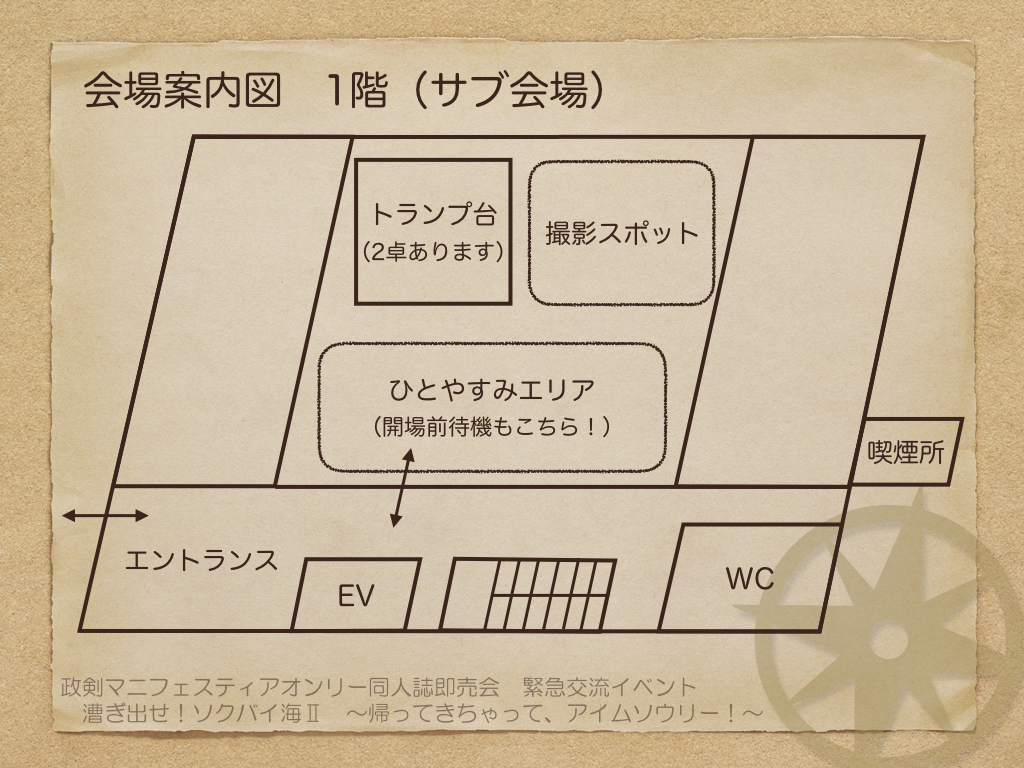 会場案内図　1階（サブ会場）
トランプ台
(2卓あります)
撮影スポット
ひとやすみエリア
（開場前待機もこちら！）
喫煙所
エントランス
EV
WC
政剣マニフェスティアオンリー同人誌即売会　緊急交流イベント
漕ぎ出せ！ソクバイ海Ⅱ　～帰ってきちゃって、アイムソウリー！～